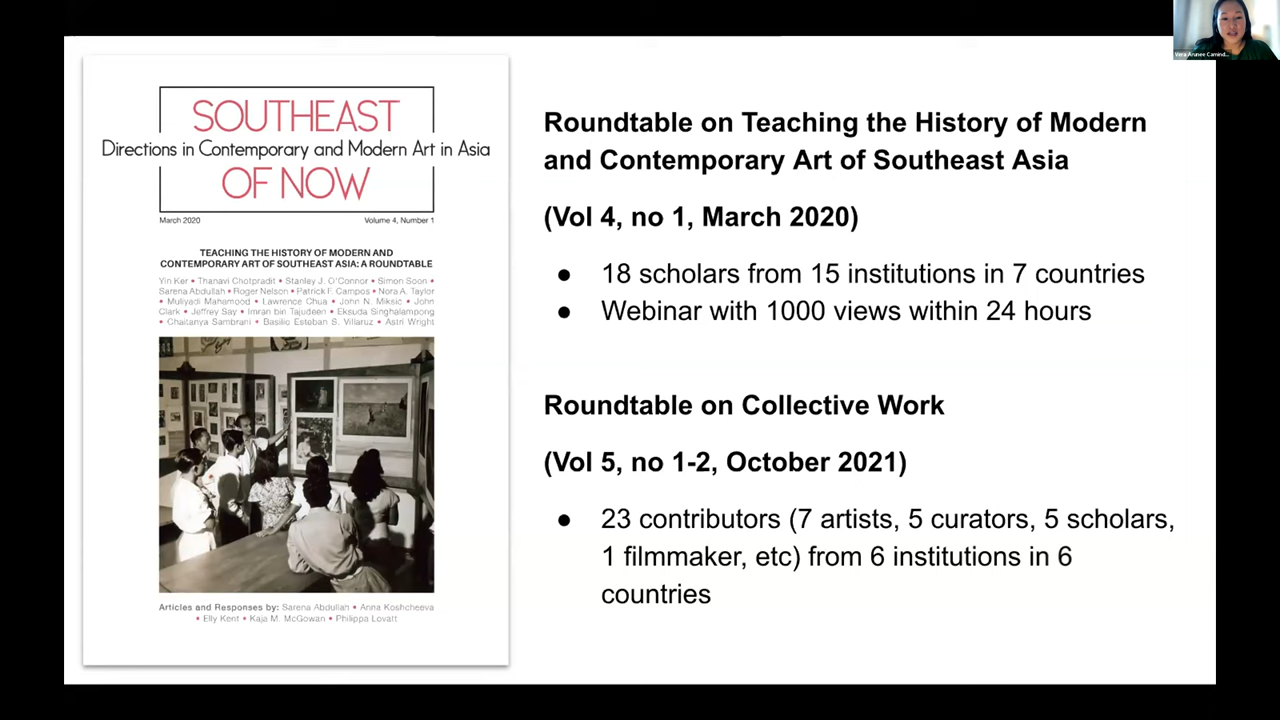 SOUTHEAST
Directions in Contemporary and Modern Art in Asia
OF NOW
March 2020
Volume 4, Number 1
TEACHING THE HISTORY OF MODERN AND
CONTEMPORARY ART OF SOUTHEAST ASIA: A ROUNDTABLE
Yin Ker • Thanavi Chotpradit • Stanley J. O'Connor • Simon Soon •
Sarena Abdullah • Roger Nelson • Patrick F. Campos • Nora A. Taylor
• Muliyadi Mahamood • Lawrence Chua • John N. Miksic • John
Clark • Jeffrey Say • Imran bin Tajudeen • Eksuda Singhalampong
• Chaitanya Sambrani • Basilio Esteban S. Villaruz • Astri Wright
Articles and Responses by: Sarena Abdullah • Anna Koshcheeva
• Elly Kent • Kaja M. McGowan • Philippa Lovatt
Roundtable on Teaching the History of Modern
and Contemporary Art of Southeast Asia
(Vol 4, no 1, March 2020)
● 18 scholars from 15 institutions in 7 countries
● Webinar with 1000 views within 24 hours
Roundtable on Collective Work
(Vol 5, no 1-2, October 2021)
● 23 contributors (7 artists, 5 curators, 5 scholars,
1 filmmaker, etc) from 6 institutions in 6
countries
Vera Arunee Camind...